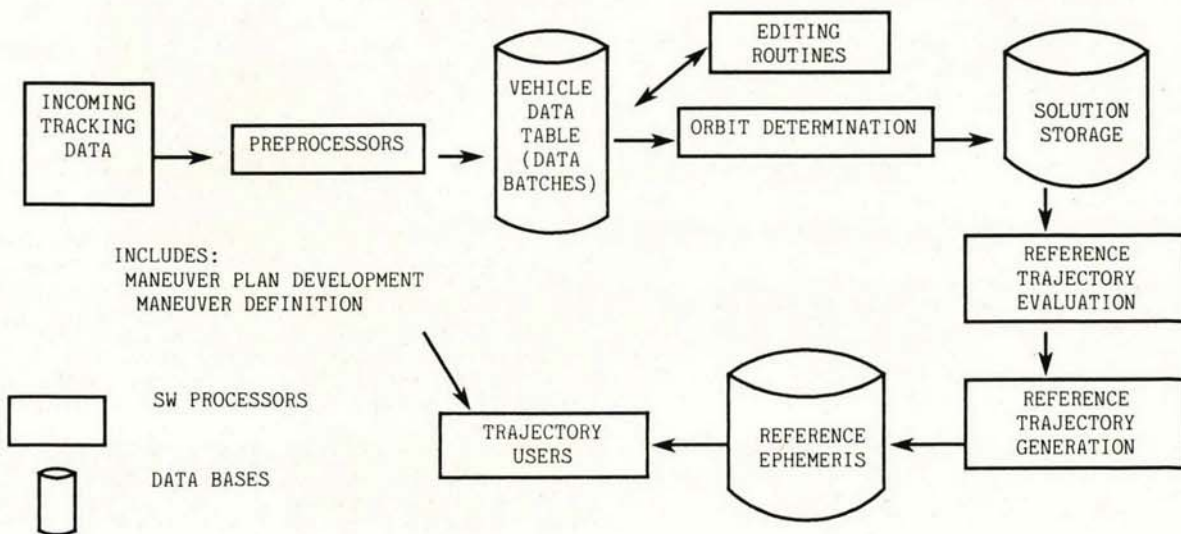 INCOMING
TRACKING
DATA
PREPROCESSORS
VEHICLE
DATA
TABLE
(DATA
BATCHES)
EDITING
ROUTINES
ORBIT DETERMINATION
SOLUTION
STORAGE
REFERENCE
TRAJECTORY
EVALUATION
REFERENCE
TRAJECTORY
GENERATION
REFERENCE
EPHEMERIS
TRAJECTORY
USERS
INCLUDES:
MANEUVER PLAN DEVELOPMENT
MANEUVER DEFINITION
SW PROCESSORS
DATA BASES